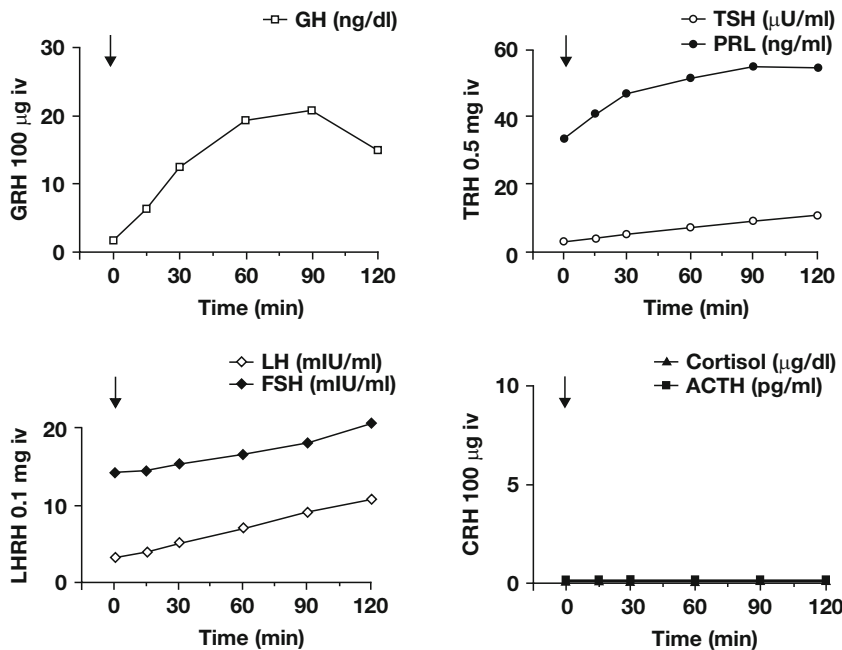 GH (ng/dl)
GRH 100 µg iv
30
20
10
0
0 30 60 90 120
Time (min)
TSH (µU/ml)
PRL (ng/ml)
TRH 0.5 mg iv
60
40
20
0
0 30 60 90 120
Time (min)
LH (mIU/ml)
FSH (mIU/ml)
LHRH 0.1 mg iv
20
10
0
0 30 60 90 120
Time (min)
Cortisol (µg/dl)
ACTH (pg/ml)
CRH 100 µg iv
10
5
0
0 30 60 90 120
Time (min)